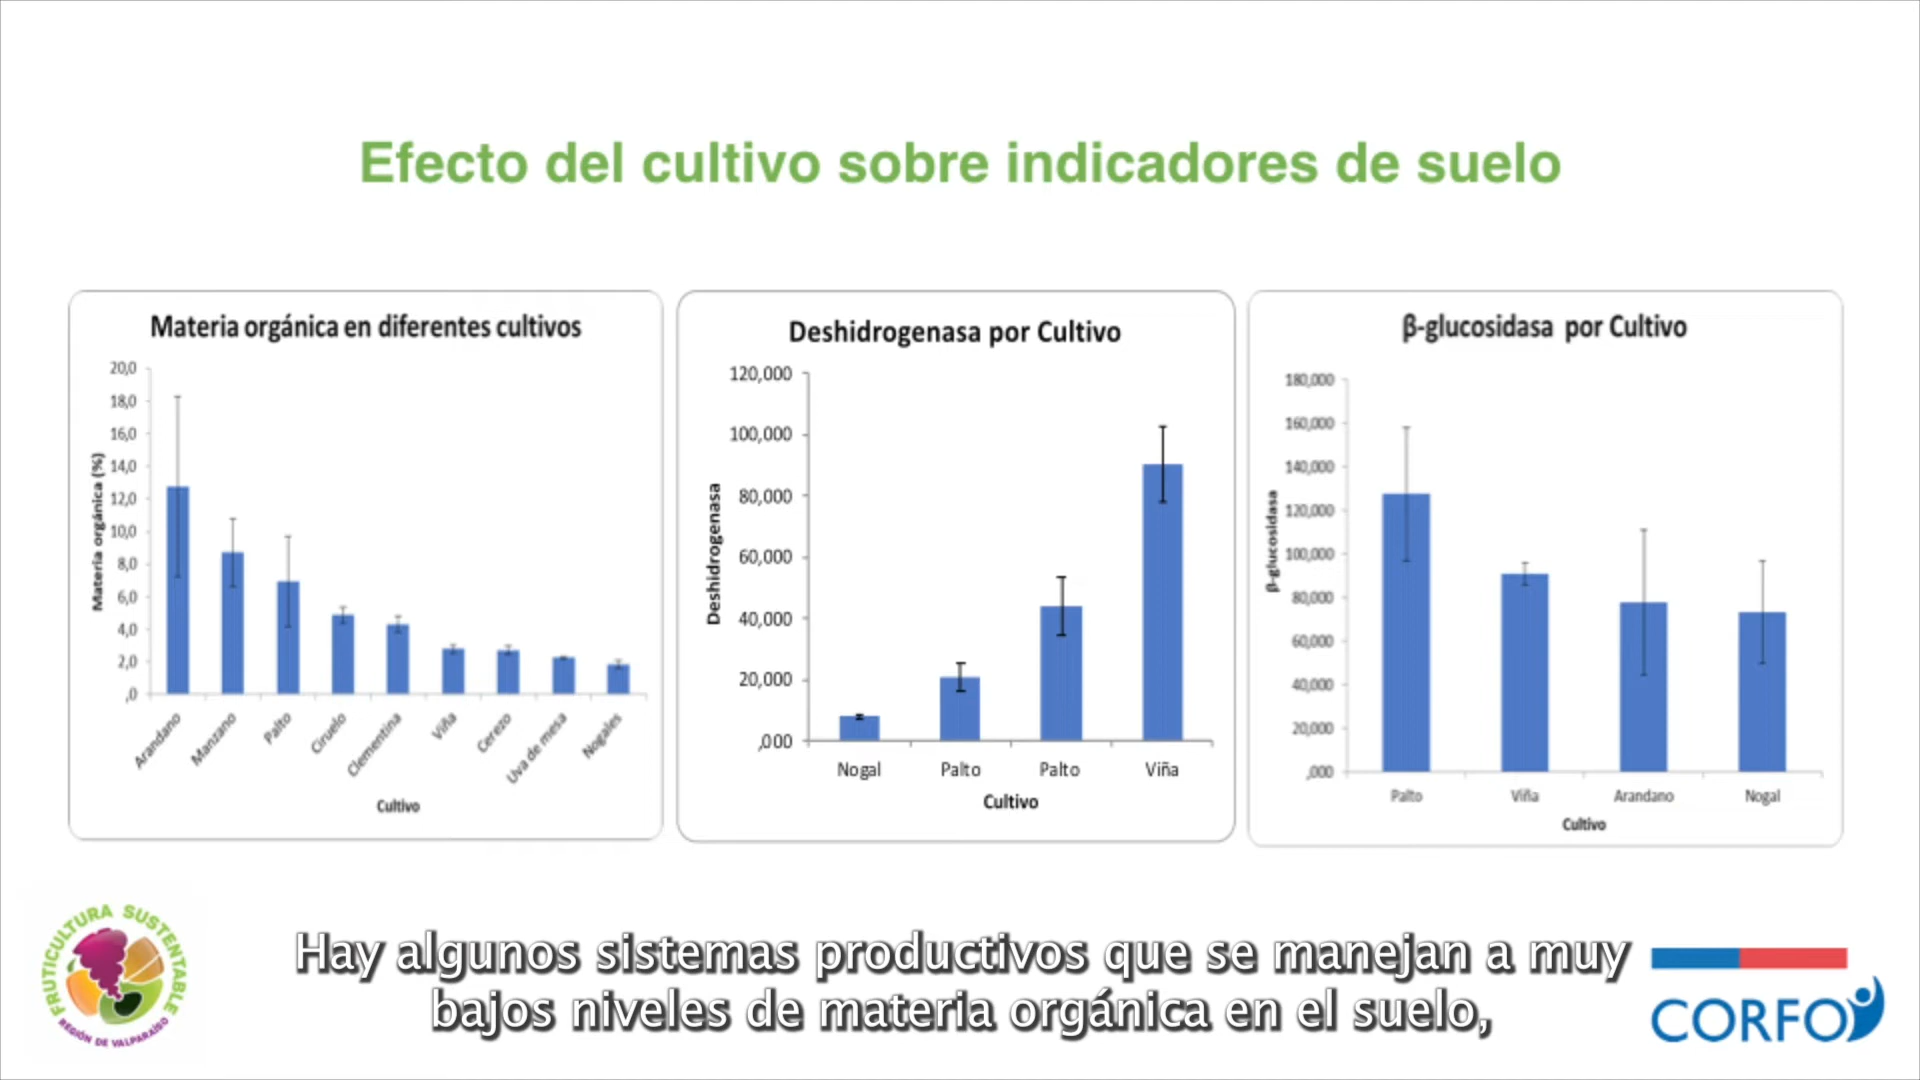 Efecto del cultivo sobre indicadores de suelo
Materia orgánica en diferentes cultivos
Materia orgánica (%)
20,0
18,0
16,0
14,0
12,0
10,0
8,0
6,0
4,0
2,0
,0
Arandano
Manzano
Palto
Ciruelo
Clementina
Viña
Cerezo
Uva de mesa
Nogales
Cultivo
Deshidrogenasa por Cultivo
Deshidrogenasa
120,000
100,000
80,000
60,000
40,000
20,000
,000
Nogal
Palto
Palto
Viña
Cultivo
β-glucosidasa por Cultivo
β-glucosidasa
180,000
160,000
140,000
120,000
100,000
80,000
60,000
40,000
20,000
,000
Palto
Viña
Arandano
Nogal
Cultivo
FRUTICULTURA SUSTENTABLE
REGIÓN DE VALPARAÍSO
Hay algunos sistemas productivos que se manejan a muy
bajos niveles de materia orgánica en el suelo,
CORFO